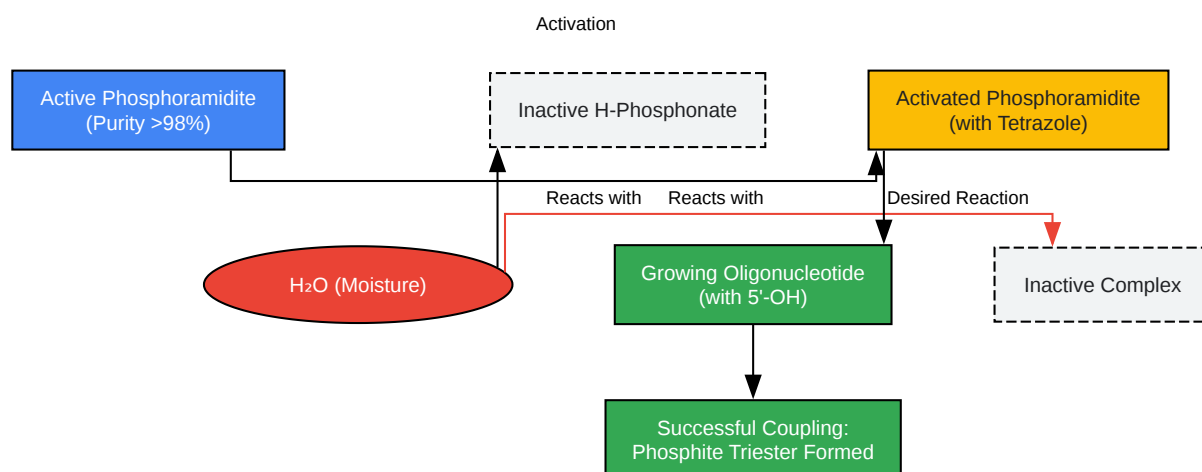 Activation
Active Phosphoramidite
(Purity >98%)
Inactive H-Phosphonate
Activated Phosphoramidite
(with Tetrazole)
Reacts with
Reacts with
Desired Reaction
H₂O (Moisture)
Growing Oligonucleotide
(with 5'-OH)
Inactive Complex
Successful Coupling:
Phosphite Triester Formed